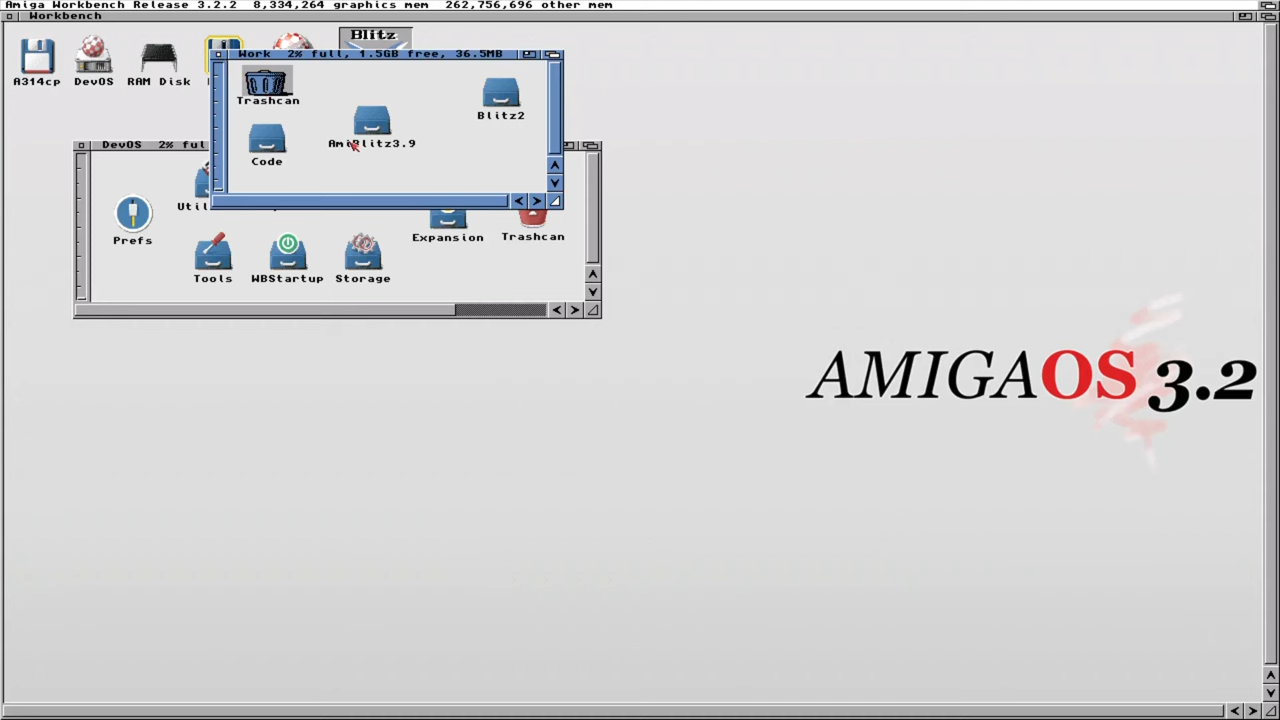 Amiga Workbench Release 3.2.2 8,334,264 graphics mem 262,756,696 other mem
Workbench
Blitz
A314cp
DevOS
RAM Disk
Work 2% full, 1.5GB free, 36.5MB
Trashcan
Blitz2
AmiBlitz3.9
Code
DevOS 2% ful
Util
Prefs
Expansion
Trashcan
Tools
WBStartup
Storage
AMIGAOS 3.2